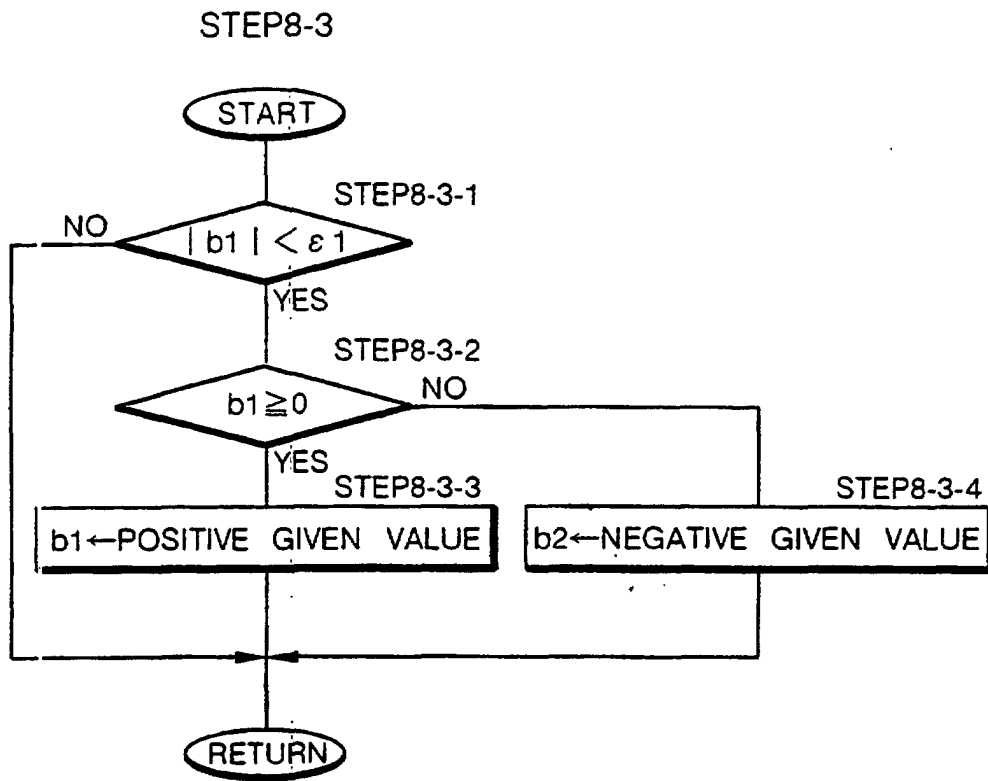 STEP8-3
START
STEP8-3-1
NO
| b1 | < ε 1
YES
STEP8-3-2
NO
b1≧0
YES
STEP8-3-3
STEP8-3-4
b1←POSITIVE GIVEN VALUE
b2←NEGATIVE GIVEN VALUE
RETURN